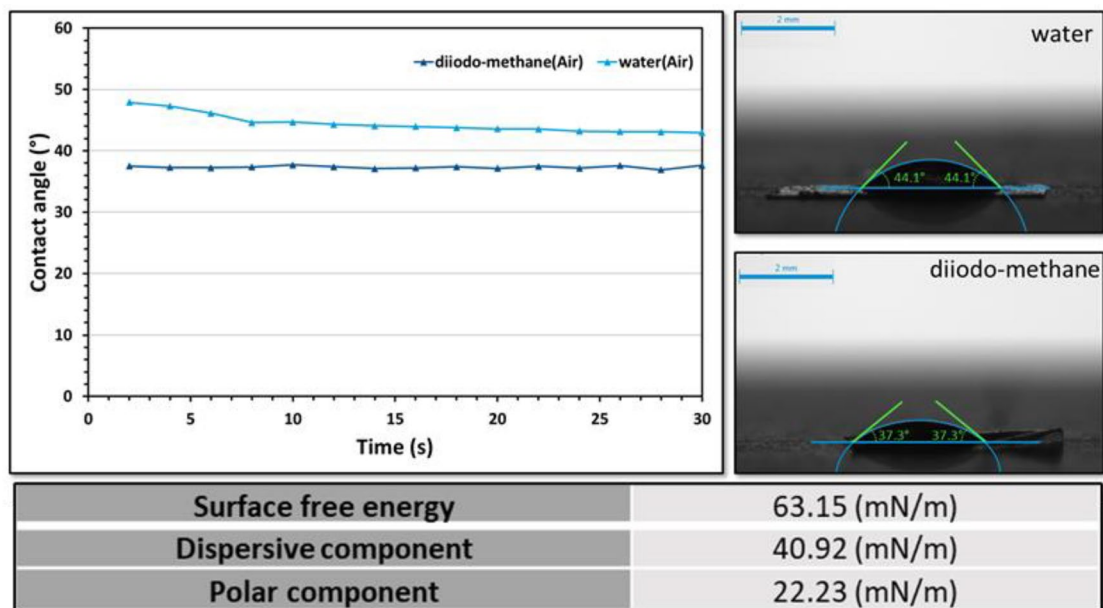 60
50
40
30
20
10
0
Contact angle (°)
diiodo-methane(Air) water(Air)
0 5 10 15 20 25 30
Time (s)
2 mm
water
44.1° 44.1°
2 mm
diiodo-methane
37.3° 37.3°
Surface free energy 63.15 (mN/m)
Dispersive component 40.92 (mN/m)
Polar component 22.23 (mN/m)